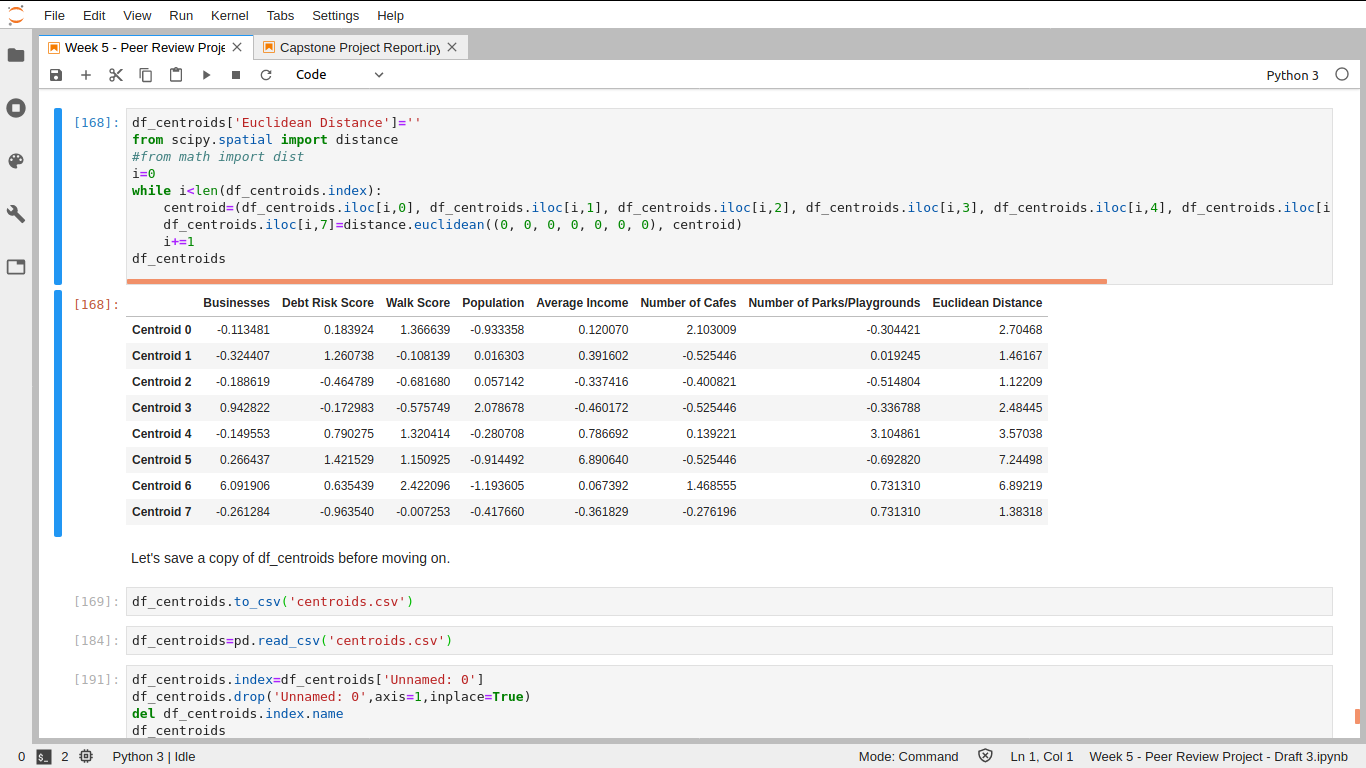 File Edit View Run Kernel Tabs Settings Help
Week 5 - Peer Review Proje Capstone Project Report.ipy
Code Python 3
[168]: df_centroids['Euclidean Distance']=''
from scipy.spatial import distance
#from math import dist
i=0
while i<len(df_centroids.index):
    centroid=(df_centroids.iloc[i,0], df_centroids.iloc[i,1], df_centroids.iloc[i,2], df_centroids.iloc[i,3], df_centroids.iloc[i,4], df_centroids.iloc[i
    df_centroids.iloc[i,7]=distance.euclidean((0, 0, 0, 0, 0, 0, 0), centroid)
    i+=1
df_centroids
[168]: Businesses Debt Risk Score Walk Score Population Average Income Number of Cafes Number of Parks/Playgrounds Euclidean Distance
Centroid 0 -0.113481 0.183924 1.366639 -0.933358 0.120070 2.103009 -0.304421 2.70468
Centroid 1 -0.324407 1.260738 -0.108139 0.016303 0.391602 -0.525446 0.019245 1.46167
Centroid 2 -0.188619 -0.464789 -0.681680 0.057142 -0.337416 -0.400821 -0.514804 1.12209
Centroid 3 0.942822 -0.172983 -0.575749 2.078678 -0.460172 -0.525446 -0.336788 2.48445
Centroid 4 -0.149553 0.790275 1.320414 -0.280708 0.786692 0.139221 3.104861 3.57038
Centroid 5 0.266437 1.421529 1.150925 -0.914492 6.890640 -0.525446 -0.692820 7.24498
Centroid 6 6.091906 0.635439 2.422096 -1.193605 0.067392 1.468555 0.731310 6.89219
Centroid 7 -0.261284 -0.963540 -0.007253 -0.417660 -0.361829 -0.276196 0.731310 1.38318
Let's save a copy of df_centroids before moving on.
[169]: df_centroids.to_csv('centroids.csv')
[184]: df_centroids=pd.read_csv('centroids.csv')
[191]: df_centroids.index=df_centroids['Unnamed: 0']
df_centroids.drop('Unnamed: 0',axis=1,inplace=True)
del df_centroids.index.name
df_centroids
0 $_ 2 Python 3 | Idle Mode: Command Ln 1, Col 1 Week 5 - Peer Review Project - Draft 3.ipynb